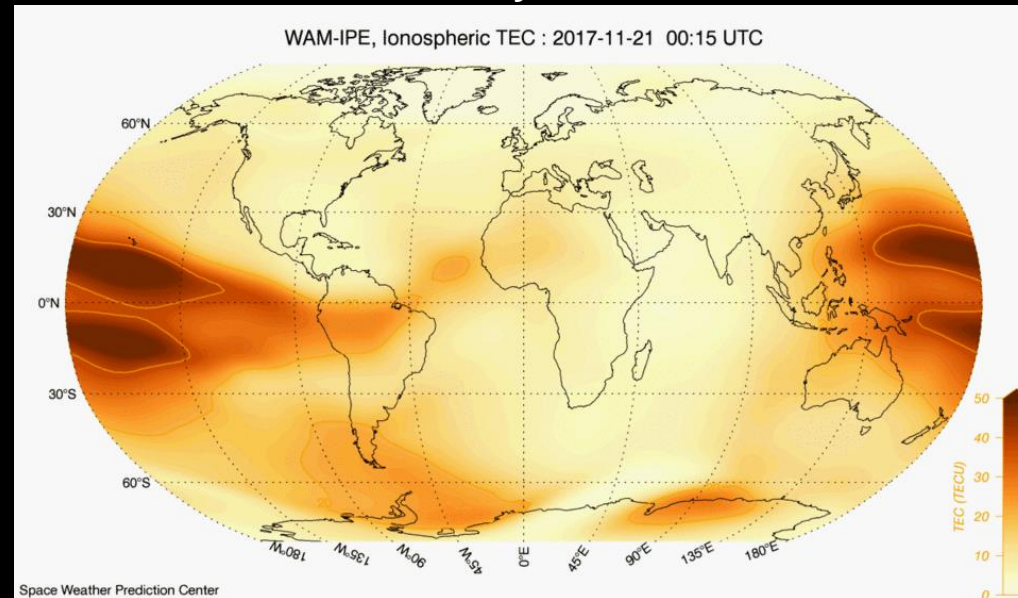 WAM-IPE, Ionospheric TEC : 2017-11-21 00:15 UTC
60°N
30°N
0°N
30°S
60°S
180°W
135°W
90°W
45°W
0°E
45°E
90°E
135°E
180°E
50
40
30
20
10
0
TEC (TECU)
Space Weather Prediction Center